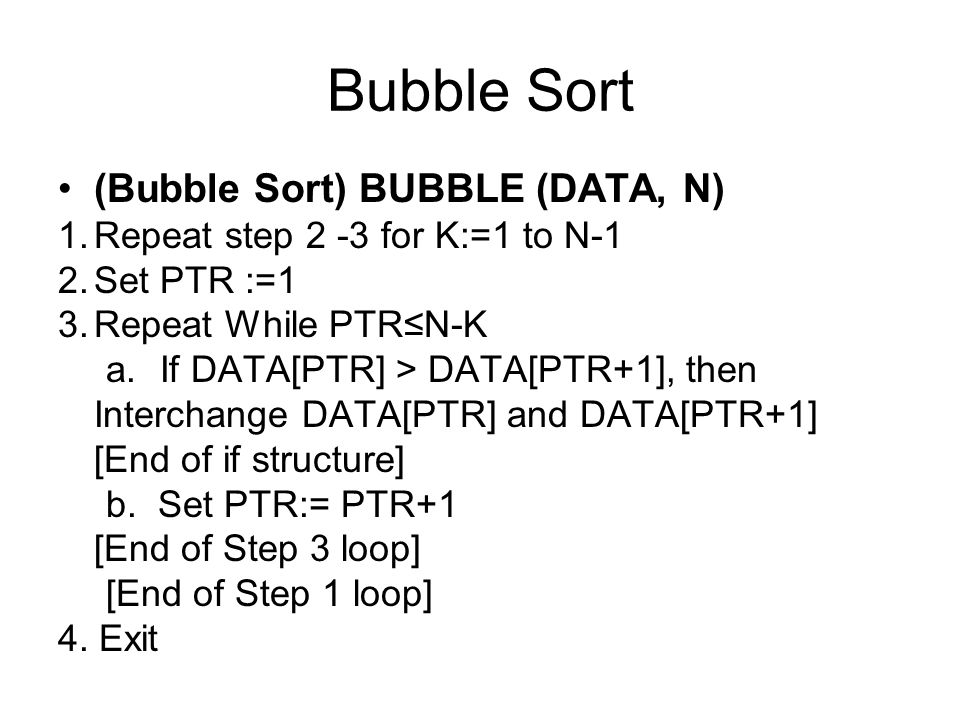 Bubble Sort
• (Bubble Sort) BUBBLE (DATA, N)
1. Repeat step 2 -3 for K:=1 to N-1
2. Set PTR :=1
3. Repeat While PTR≤N-K
a. If DATA[PTR] > DATA[PTR+1], then
Interchange DATA[PTR] and DATA[PTR+1]
[End of if structure]
b. Set PTR:= PTR+1
[End of Step 3 loop]
[End of Step 1 loop]
4. Exit